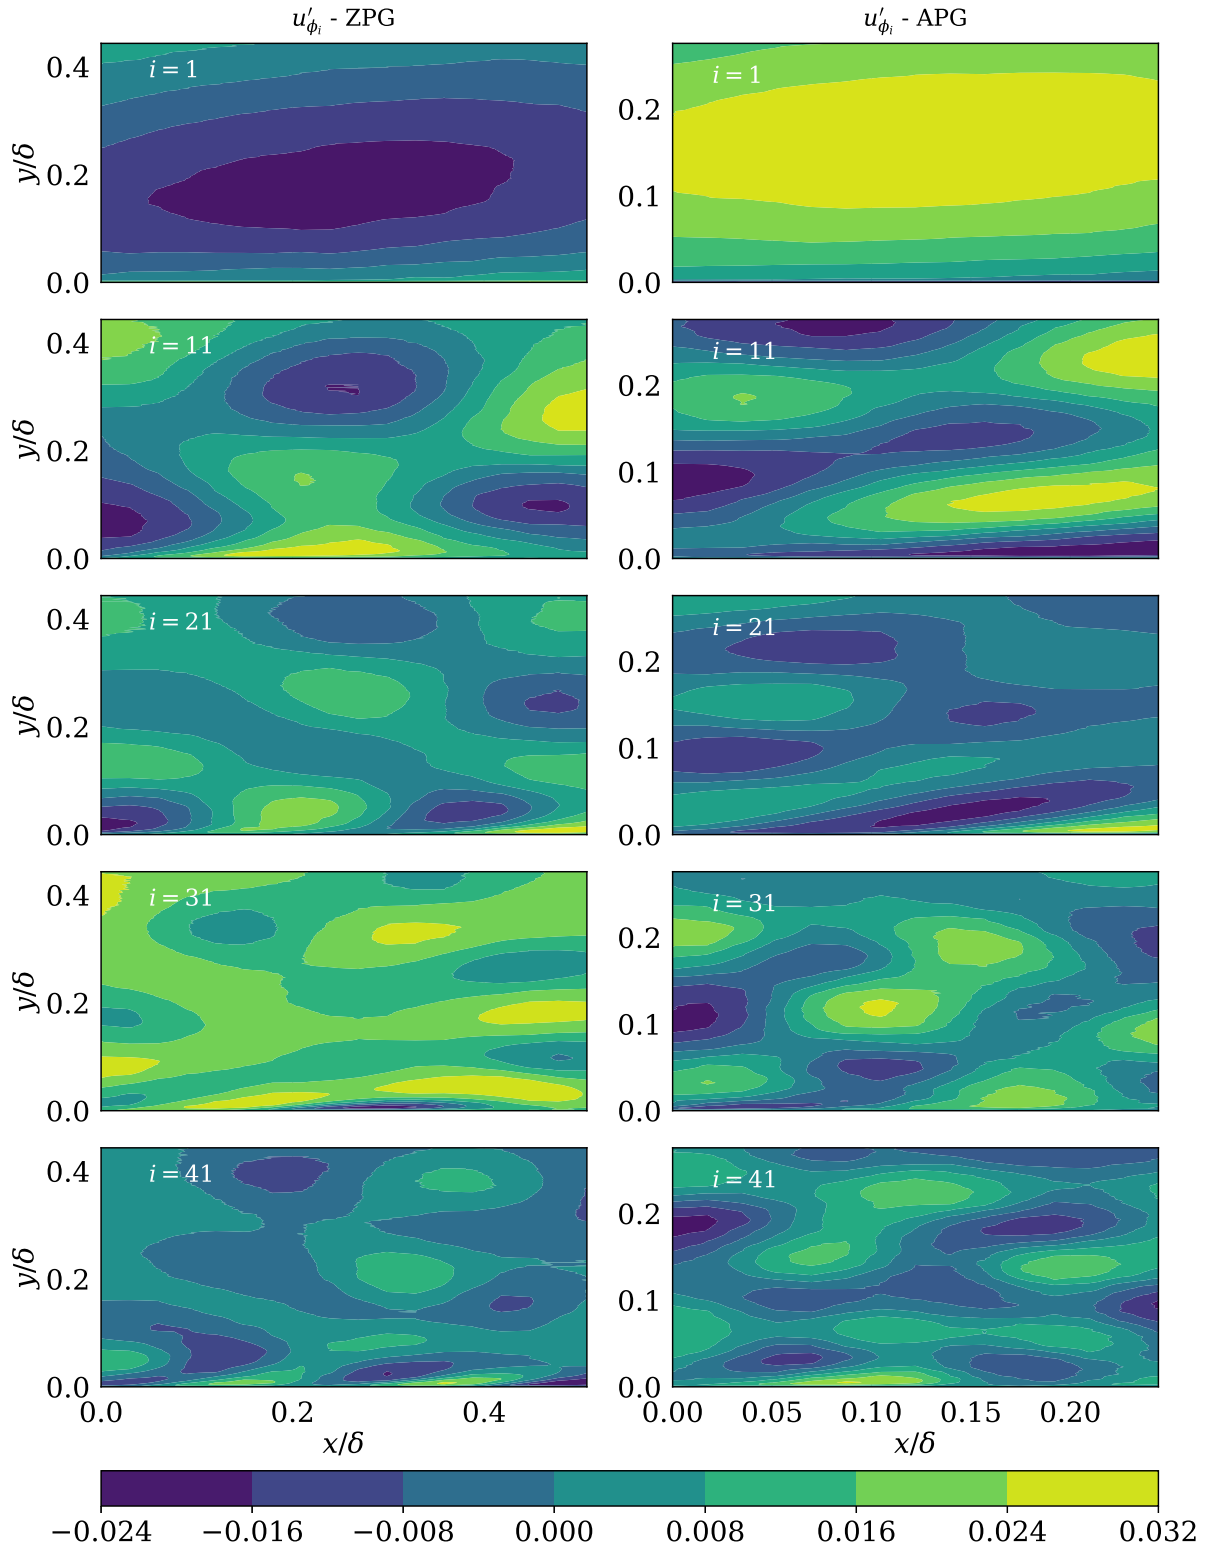 u′ϕi - ZPG u′ϕi - APG
y/δ 0.4 0.2 0.0 i = 1
0.2 0.1 0.0 i = 1
y/δ 0.4 0.2 0.0 i = 11
0.2 0.1 0.0 i = 11
y/δ 0.4 0.2 0.0 i = 21
0.2 0.1 0.0 i = 21
y/δ 0.4 0.2 0.0 i = 31
0.2 0.1 0.0 i = 31
y/δ 0.4 0.2 0.0 i = 41
0.2 0.1 0.0 i = 41
0.0 0.2 0.4 0.00 0.05 0.10 0.15 0.20
x/δ x/δ
−0.024 −0.016 −0.008 0.000 0.008 0.016 0.024 0.032